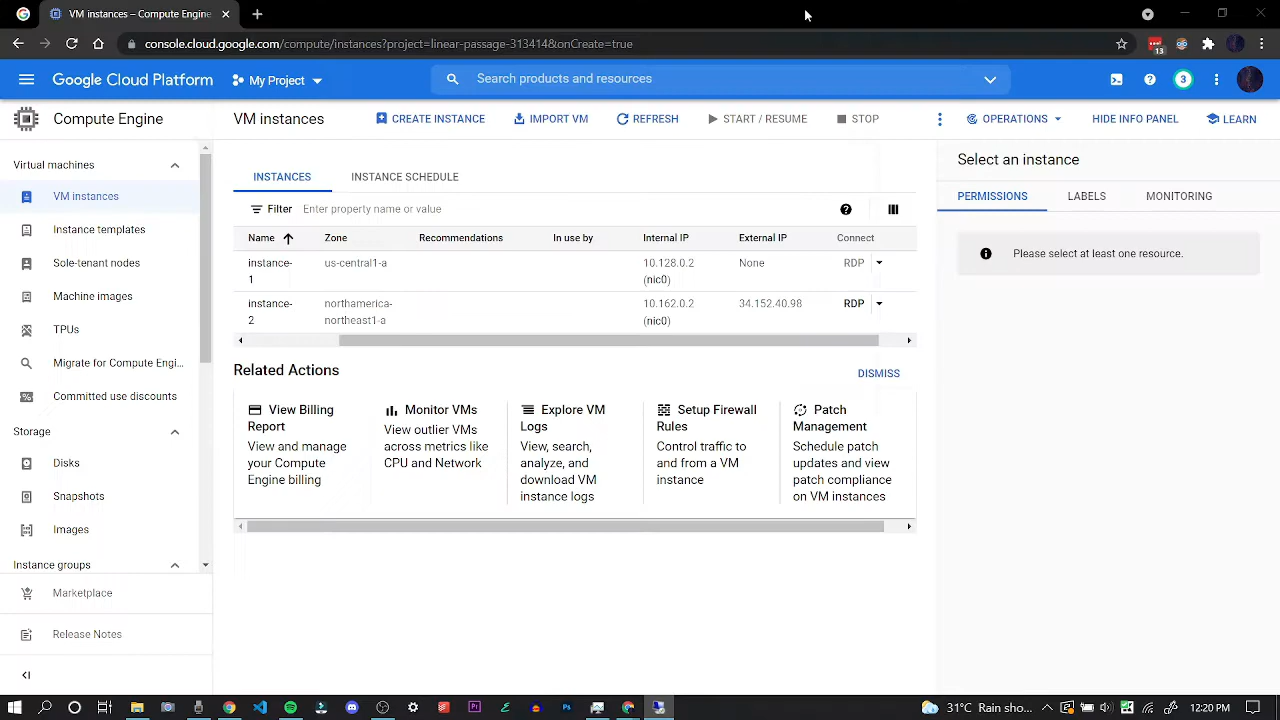 VM instances – Compute Engine
console.cloud.google.com/compute/instances?project=linear-package-313414&onCreate=true
13
Google Cloud Platform
My Project
Search products and resources
3
Compute Engine
VM instances
CREATE INSTANCE
IMPORT VM
REFRESH
START / RESUME
STOP
OPERATIONS
HIDE INFO PANEL
LEARN
Virtual machines
VM instances
Instance templates
Sole-tenant nodes
Machine images
TPUs
Migrate for Compute Engi...
Committed use discounts
Storage
Disks
Snapshots
Images
Instance groups
Marketplace
Release Notes
INSTANCES
INSTANCE SCHEDULE
Filter
Enter property name or value
Name
Zone
Recommendations
In use by
Internal IP
External IP
Connect
instance-
1
us-central1-a
10.128.0.2
(nic0)
None
RDP
instance-
2
northamerica-
northeast1-a
10.162.0.2
(nic0)
34.152.40.98
RDP
Related Actions
DISMISS
View Billing
Report
View and manage
your Compute
Engine billing
Monitor VMs
View outlier VMs
across metrics like
CPU and Network
Explore VM
Logs
View, search,
analyze, and
download VM
instance logs
Setup Firewall
Rules
Control traffic to
and from a VM
instance
Patch
Management
Schedule patch
updates and view
patch compliance
on VM instances
Select an instance
PERMISSIONS
LABELS
MONITORING
Please select at least one resource.
Pr
Ps
31°C Rain sho...
12:20 PM